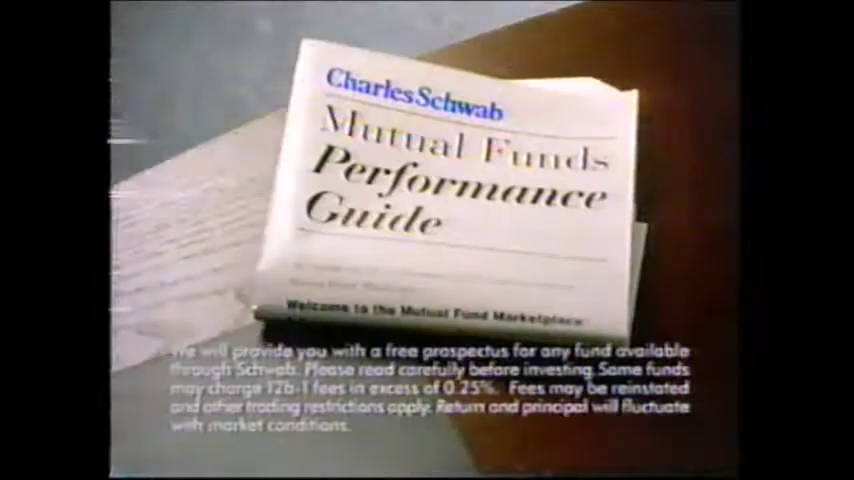 Charles Schwab
Mutual Funds
Performance
Guide
Welcome to the Mutual Fund Marketplace
We will provide you with a free prospectus for any fund available
through Schwab. Please read carefully before investing. Some funds
may charge 12b-1 fees in excess of 0.25%. Fees may be reinstated
and other trading restrictions apply. Return and principal will fluctuate
with market conditions.